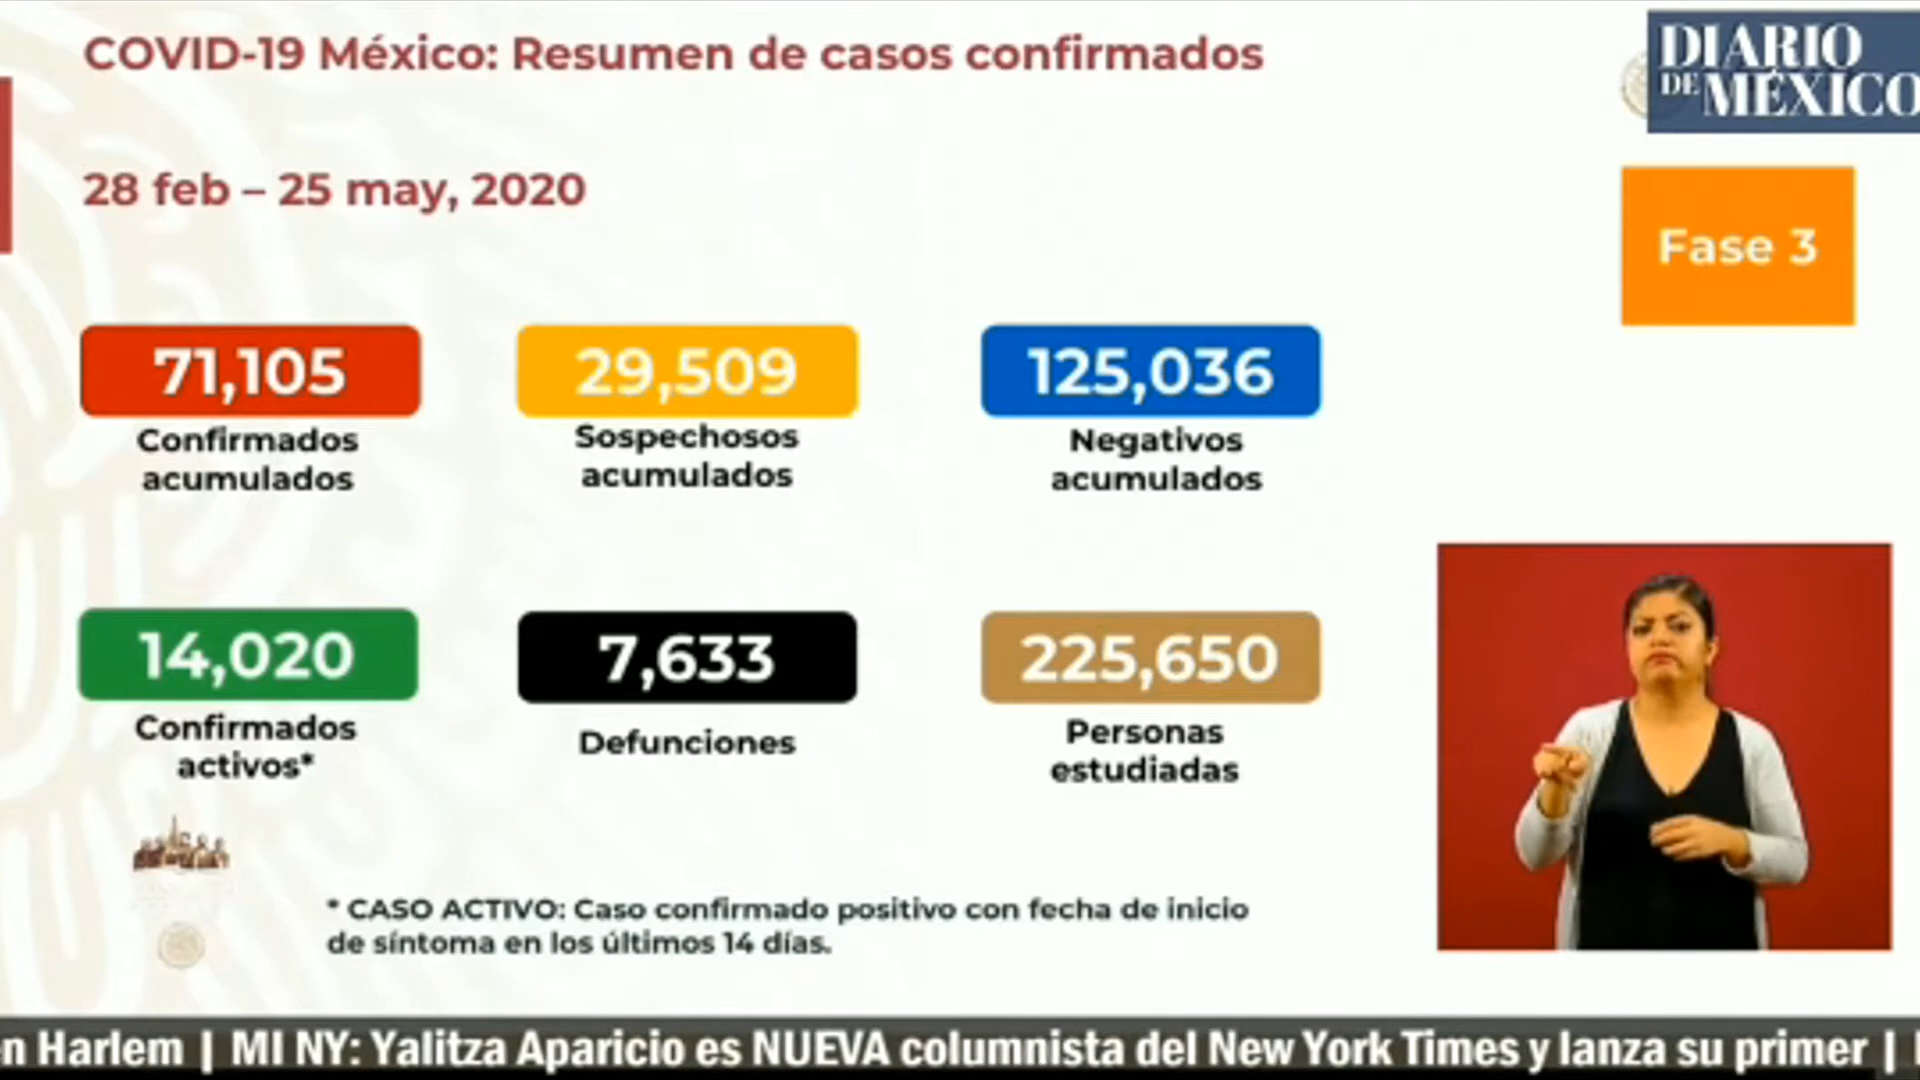 COVID-19 México: Resumen de casos confirmados
DIARIO
DE MÉXICO
28 feb – 25 may, 2020
Fase 3
71,105
Confirmados
acumulados
29,509
Sospechosos
acumulados
125,036
Negativos
acumulados
14,020
Confirmados
activos*
7,633
Defunciones
225,650
Personas
estudiadas
* CASO ACTIVO: Caso confirmado positivo con fecha de inicio
de síntoma en los últimos 14 días.
n Harlem | MI NY: Yalitza Aparicio es NUEVA columnista del New York Times y lanza su primer |